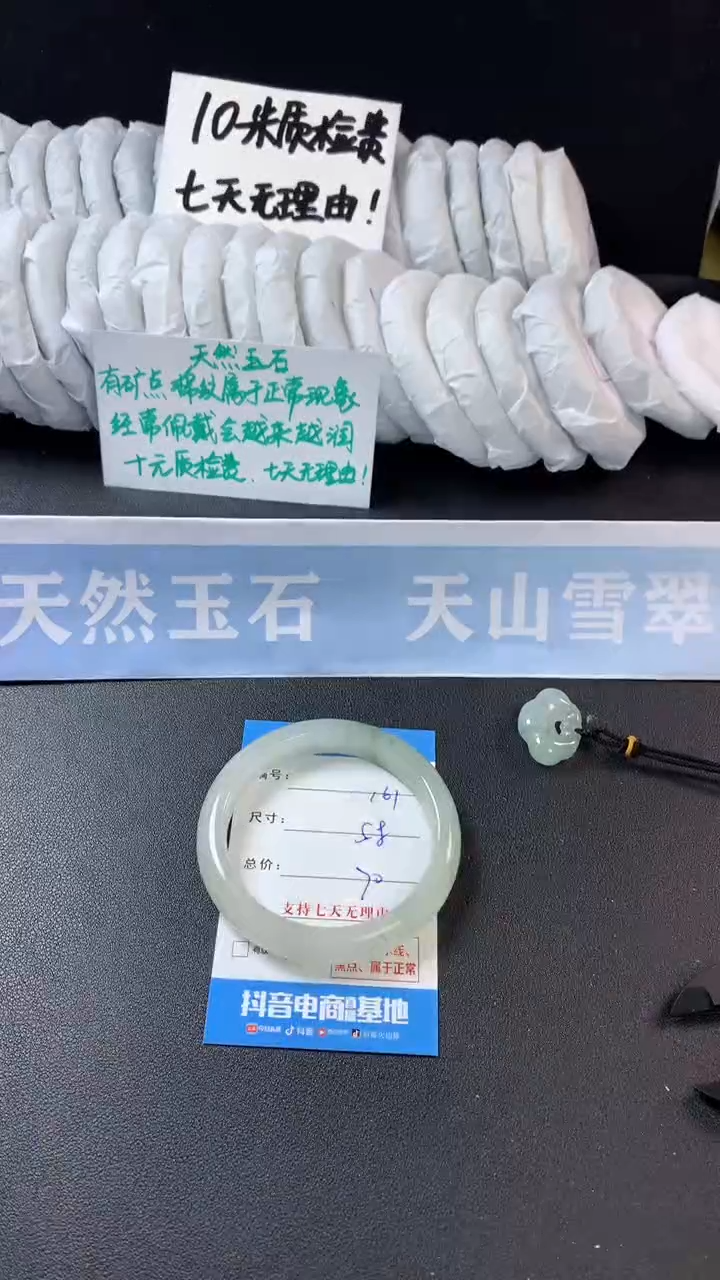 10米质检费
七天无理由！
天然玉石
有矿点 棉纹属于正常现象
经常佩戴会越来越润
十元质检费、七天无理由！
天然玉石 天山雪翠
编号： 161
尺寸： 58
总价： 70
支持七天无理由
黑点、属于正常
抖音电商 基地
抖音